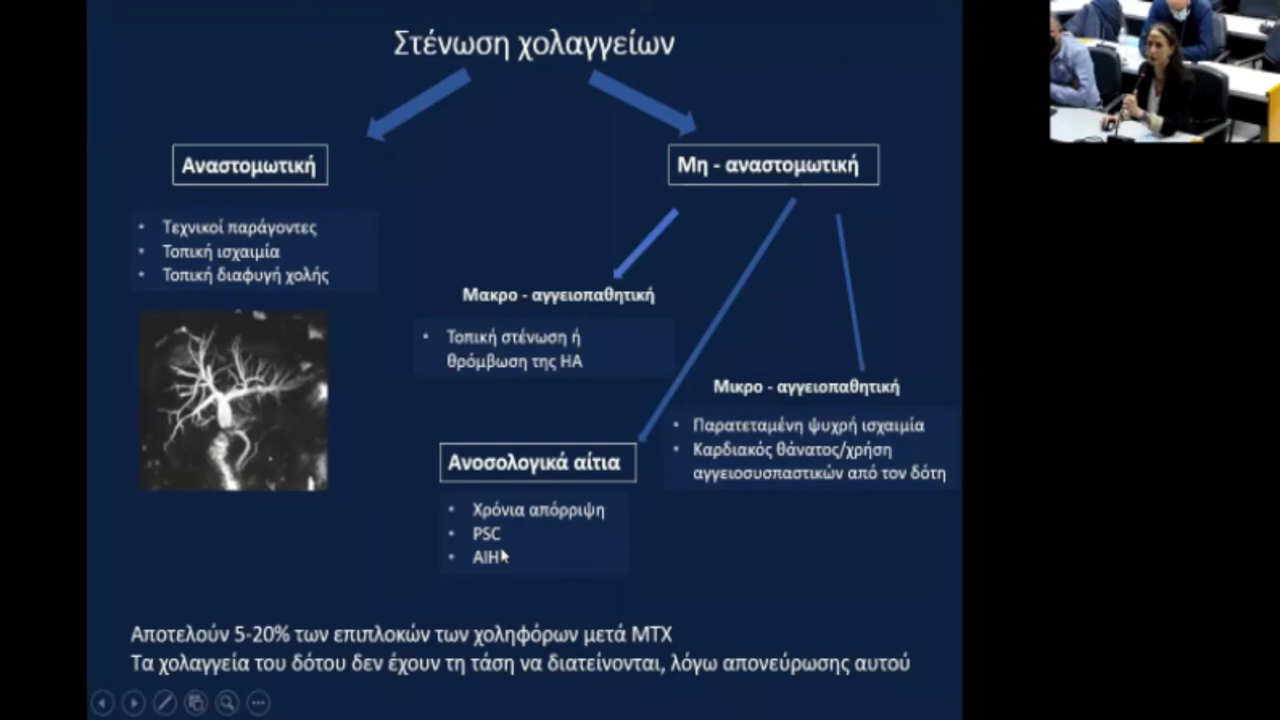 Στένωση χολαγγείων
Αναστομωτική
• Τεχνικοί παράγοντες
• Τοπική ισχαιμία
• Τοπική διαφυγή χολής
Μη - αναστομωτική
Μακρο - αγγειοπαθητική
• Τοπική στένωση ή
θρόμβωση της ΗΑ
Μικρο - αγγειοπαθητική
• Παρατεταμένη ψυχρή ισχαιμία
• Καρδιακός θάνατος/χρήση
αγγειοσυσπαστικών από τον δότη
Ανοσολογικά αίτια
• Χρόνια απόρριψη
• PSC
• AIH
Αποτελούν 5-20% των επιπλοκών των χοληφόρων μετά ΜΤΧ
Τα χολαγγεία του δότου δεν έχουν τη τάση να διατείνονται, λόγω απονεύρωσης αυτού